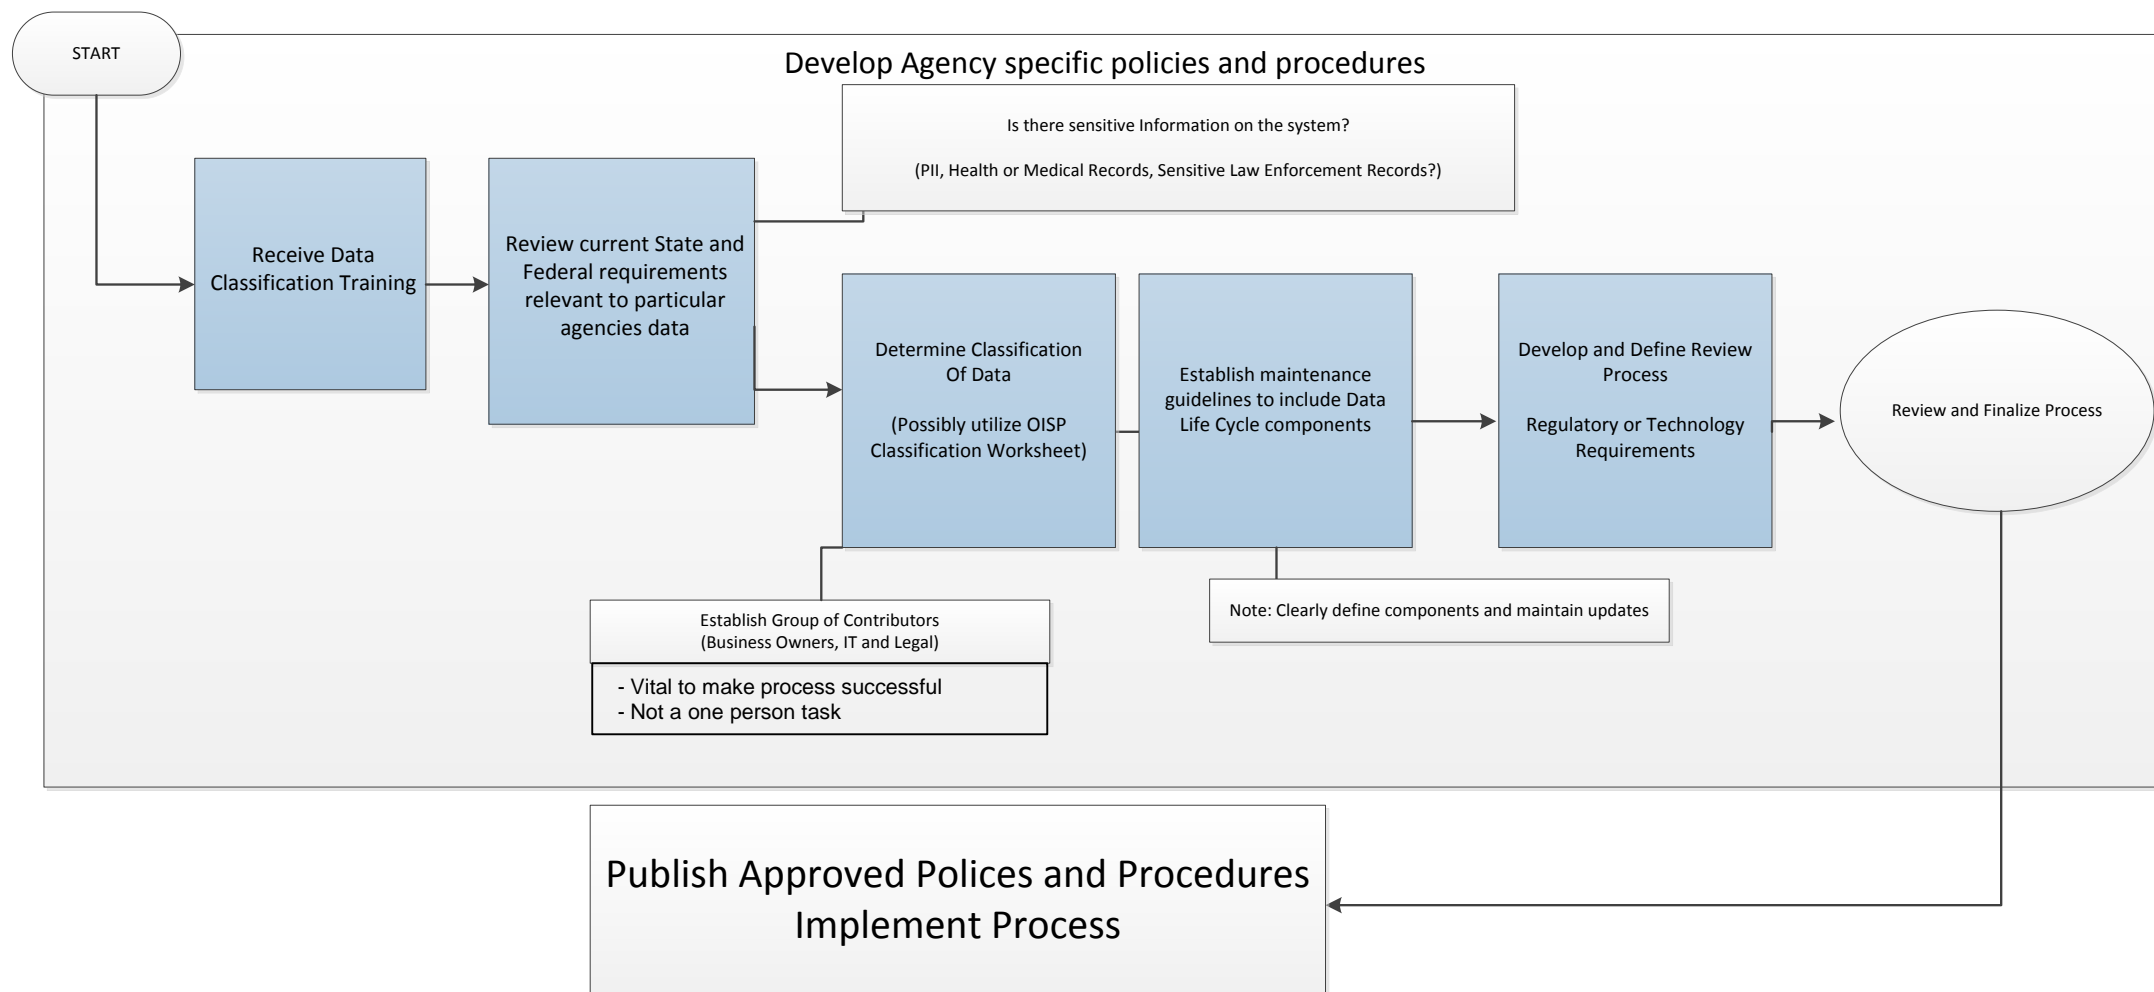 START
Develop Agency specific policies and procedures
Is there sensitive Information on the system?
(PII, Health or Medical Records, Sensitive Law Enforcement Records?)
Receive Data
Classification Training
Review current State and
Federal requirements
relevant to particular
agencies data
Determine Classification
Of Data
(Possibly utilize OISP
Classification Worksheet)
Establish maintenance
guidelines to include Data
Life Cycle components
Develop and Define Review
Process
Regulatory or Technology
Requirements
Review and Finalize Process
Establish Group of Contributors
(Business Owners, IT and Legal)
- Vital to make process successful
- Not a one person task
Note: Clearly define components and maintain updates
Publish Approved Polices and Procedures
Implement Process